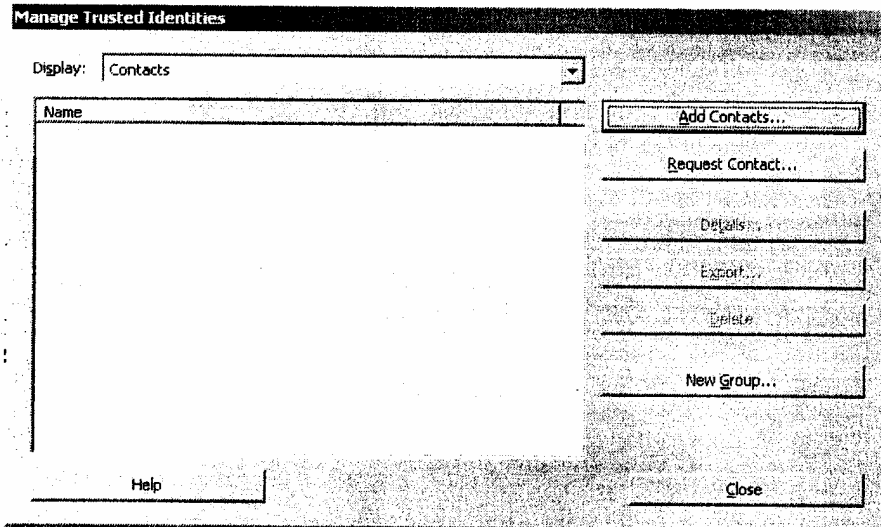 Manage Trusted Identities
Display: Contacts
Name
Add Contacts...
Request Contact...
Details...
Export...
Delete
New Group...
Help
Close